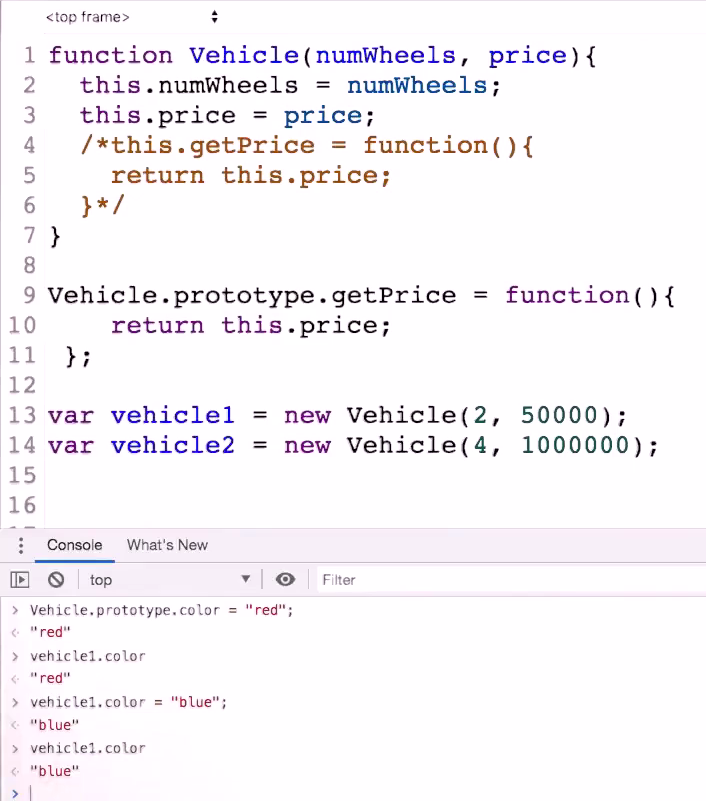 <top frame>
1 function Vehicle(numWheels, price){
2   this.numWheels = numWheels;
3   this.price = price;
4   /*this.getPrice = function(){
5     return this.price;
6   }*/
7 }
8
9 Vehicle.prototype.getPrice = function(){
10     return this.price;
11  };
12
13 var vehicle1 = new Vehicle(2, 50000);
14 var vehicle2 = new Vehicle(4, 1000000);
15
16
Console What's New
top Filter
> Vehicle.prototype.color = "red";
"red"
> vehicle1.color
"red"
> vehicle1.color = "blue";
"blue"
> vehicle1.color
"blue"
>